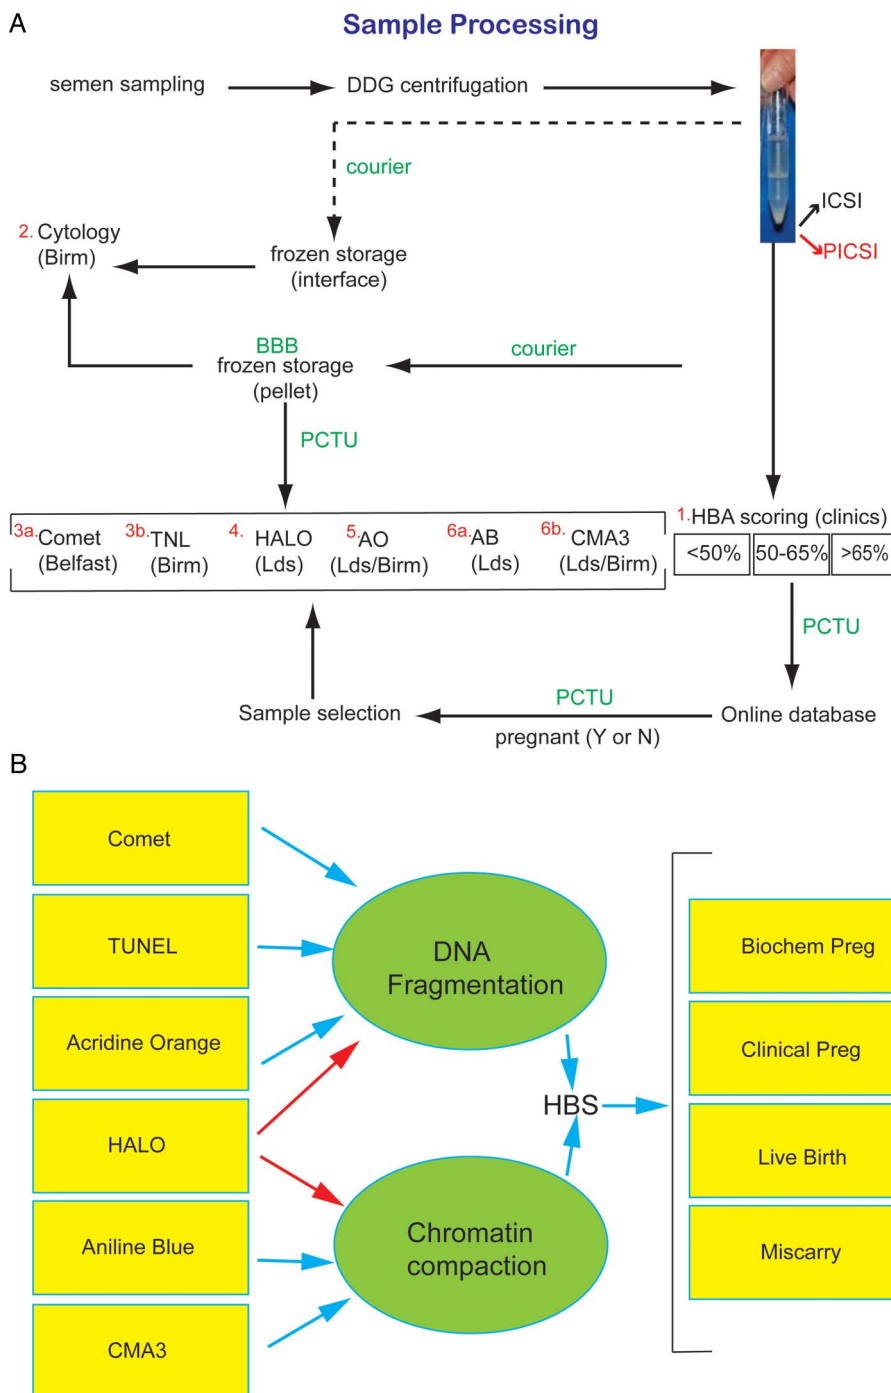 A
Sample Processing
semen sampling
DDG centrifugation
courier
ICSI
PICSI
2. Cytology
(Birm)
frozen storage
(interface)
BBB
frozen storage
(pellet)
courier
PCTU
3a. Comet
(Belfast)
3b. TNL
(Birm)
4. HALO
(Lds)
5. AO
(Lds/Birm)
6a. AB
(Lds)
6b. CMA3
(Lds/Birm)
1. HBA scoring (clinics)
<50%
50-65%
>65%
PCTU
Sample selection
PCTU
pregnant (Y or N)
Online database
B
Comet
TUNEL
Acridine Orange
HALO
Aniline Blue
CMA3
DNA
Fragmentation
HBS
Chromatin
compaction
Biochem Preg
Clinical Preg
Live Birth
Miscarry